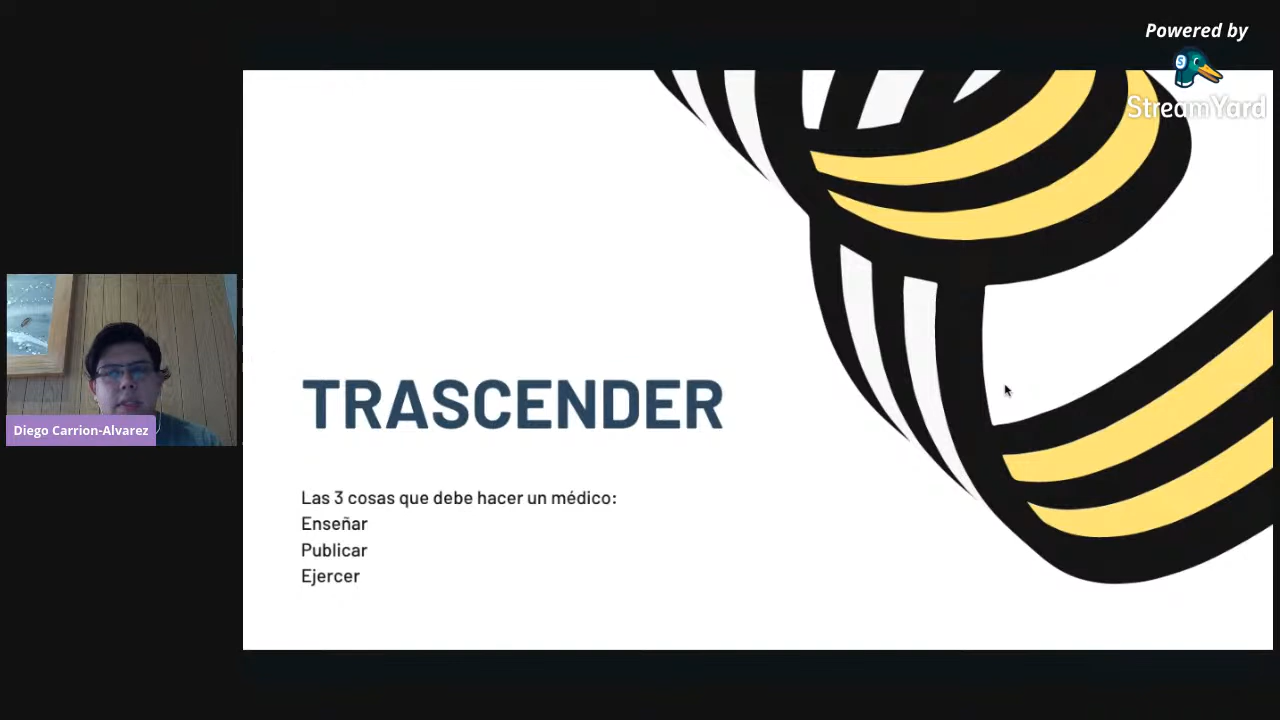 Powered by
StreamYard
TRASCENDER
Las 3 cosas que debe hacer un médico:
Enseñar
Publicar
Ejercer
Diego Carrion-Alvarez